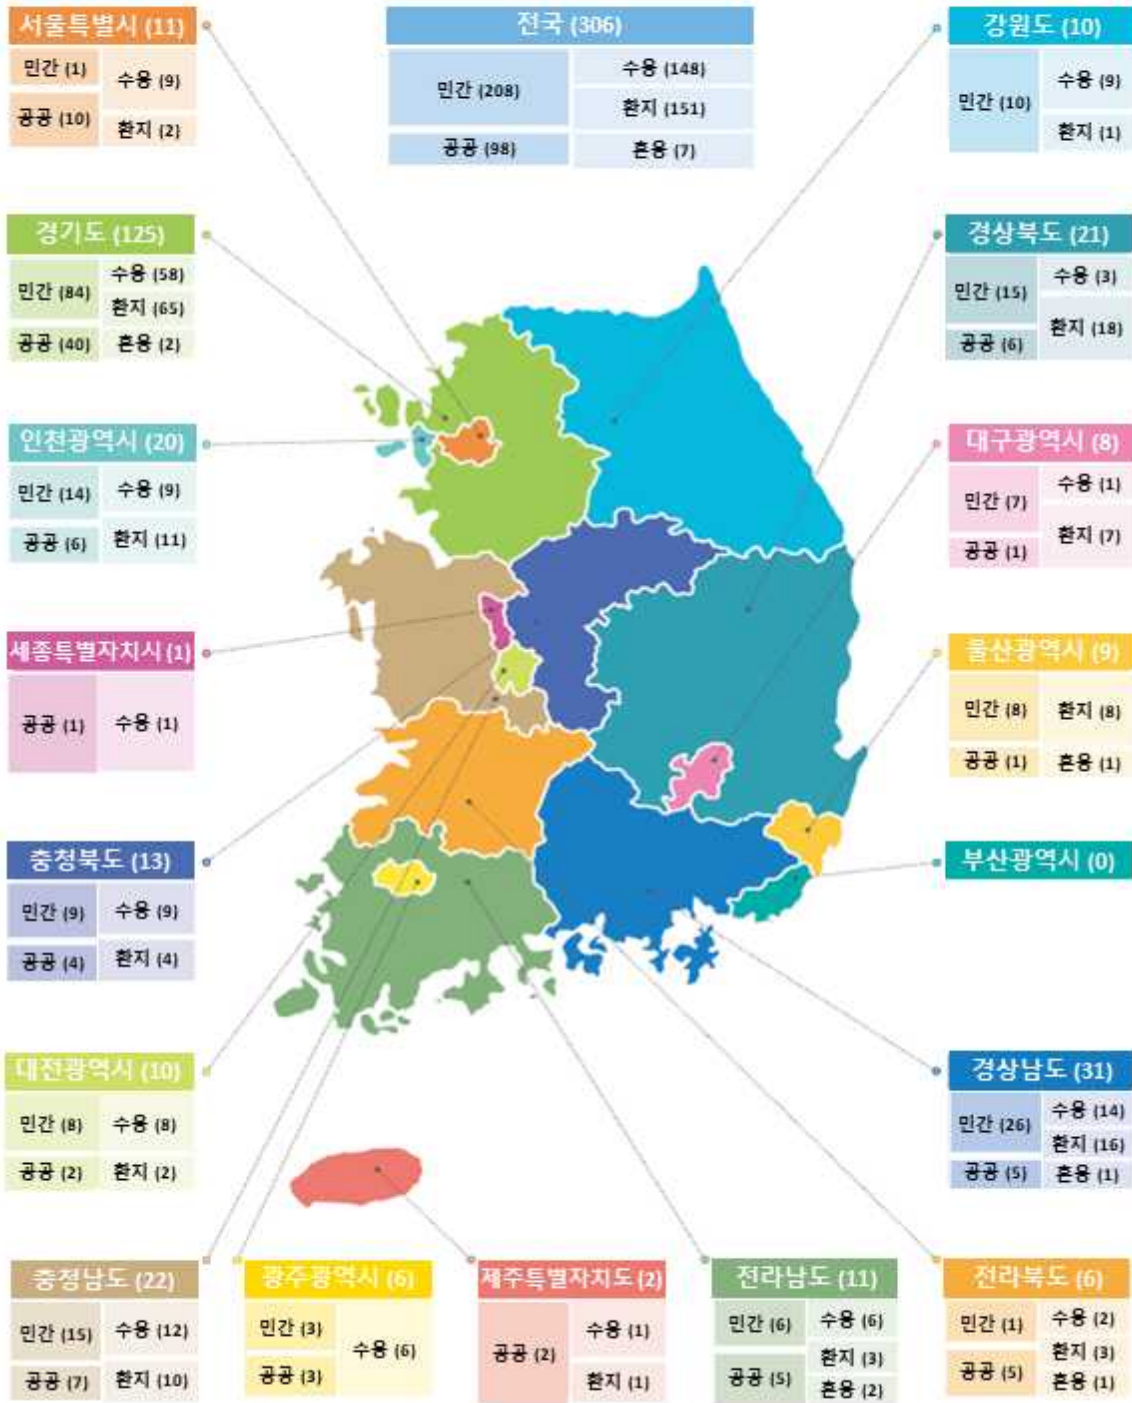 서울특별시 (11)
민간 (1)
수용 (9)
공공 (10)
환지 (2)
전국 (306)
민간 (208)
수용 (148)
환지 (151)
공공 (98)
혼용 (7)
강원도 (10)
민간 (10)
수용 (9)
환지 (1)
경기도 (125)
민간 (84)
수용 (58)
환지 (65)
공공 (40)
혼용 (2)
경상북도 (21)
민간 (15)
수용 (3)
환지 (18)
공공 (6)
인천광역시 (20)
민간 (14)
수용 (9)
공공 (6)
환지 (11)
대구광역시 (8)
민간 (7)
수용 (1)
환지 (7)
공공 (1)
세종특별자치시 (1)
공공 (1)
수용 (1)
울산광역시 (9)
민간 (8)
환지 (8)
공공 (1)
혼용 (1)
충청북도 (13)
민간 (9)
수용 (9)
공공 (4)
환지 (4)
부산광역시 (0)
대전광역시 (10)
민간 (8)
수용 (8)
공공 (2)
환지 (2)
경상남도 (31)
민간 (26)
수용 (14)
환지 (16)
공공 (5)
혼용 (1)
충청남도 (22)
민간 (15)
수용 (12)
공공 (7)
환지 (10)
광주광역시 (6)
민간 (3)
수용 (6)
공공 (3)
제주특별자치도 (2)
공공 (2)
수용 (1)
환지 (1)
전라남도 (11)
민간 (6)
수용 (6)
환지 (3)
공공 (5)
혼용 (2)
전라북도 (6)
민간 (1)
수용 (2)
환지 (3)
공공 (5)
혼용 (1)